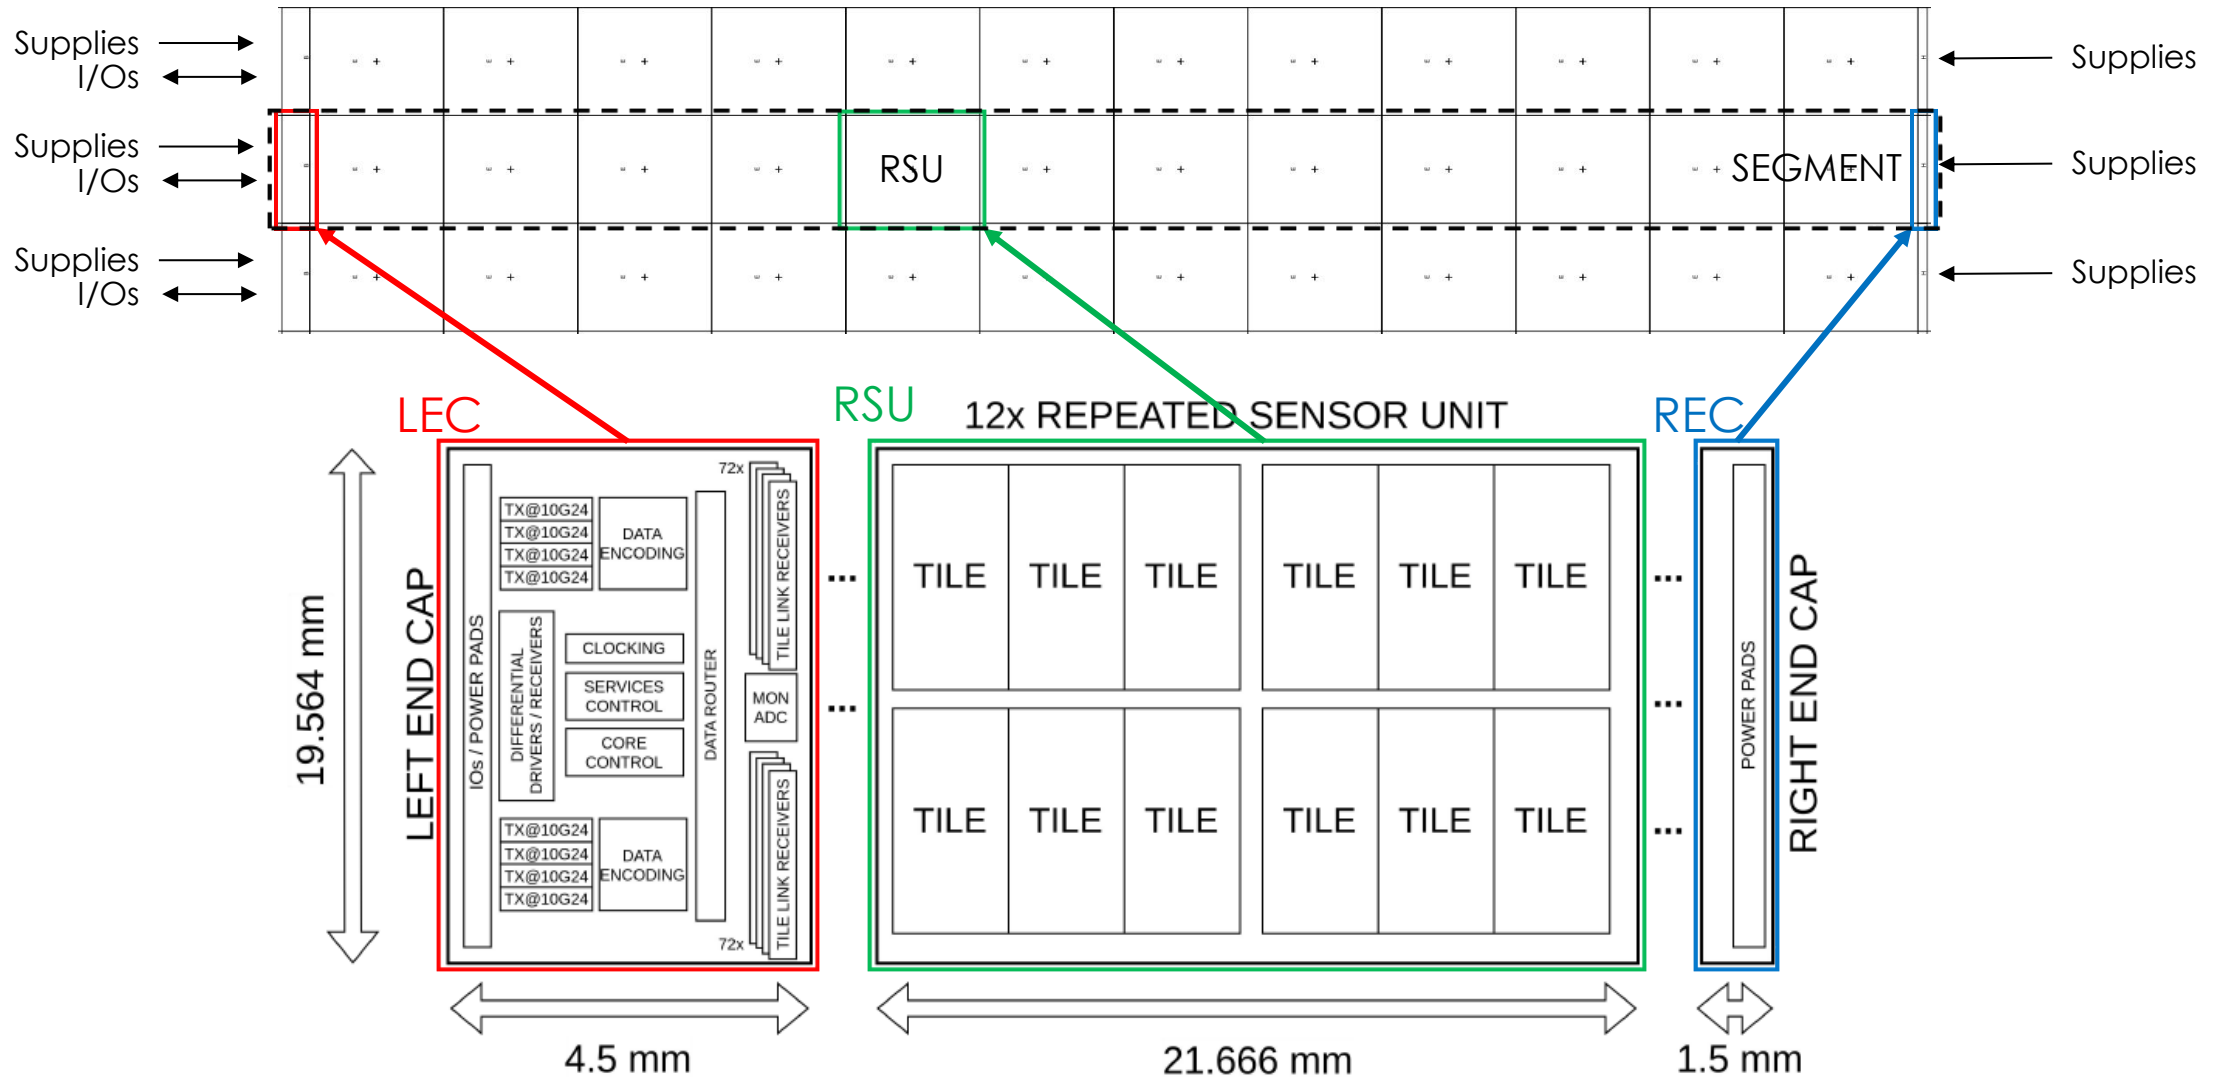 Supplies
I/Os
Supplies
Supplies
I/Os
RSU
SEGMENT
Supplies
Supplies
I/Os
Supplies
LEC
RSU
12x REPEATED SENSOR UNIT
REC
19.564 mm
LEFT END CAP
IOs / POWER PADS
TX@10G24
TX@10G24
TX@10G24
TX@10G24
DATA
ENCODING
DIFFERENTIAL
DRIVERS / RECEIVERS
CLOCKING
SERVICES
CONTROL
CORE
CONTROL
TX@10G24
TX@10G24
TX@10G24
TX@10G24
DATA
ENCODING
DATA ROUTER
72x
TILE LINK RECEIVERS
MON
ADC
72x
TILE LINK RECEIVERS
...
...
TILE TILE TILE TILE TILE TILE
TILE TILE TILE TILE TILE TILE
...
...
...
POWER PADS
RIGHT END CAP
4.5 mm
21.666 mm
1.5 mm